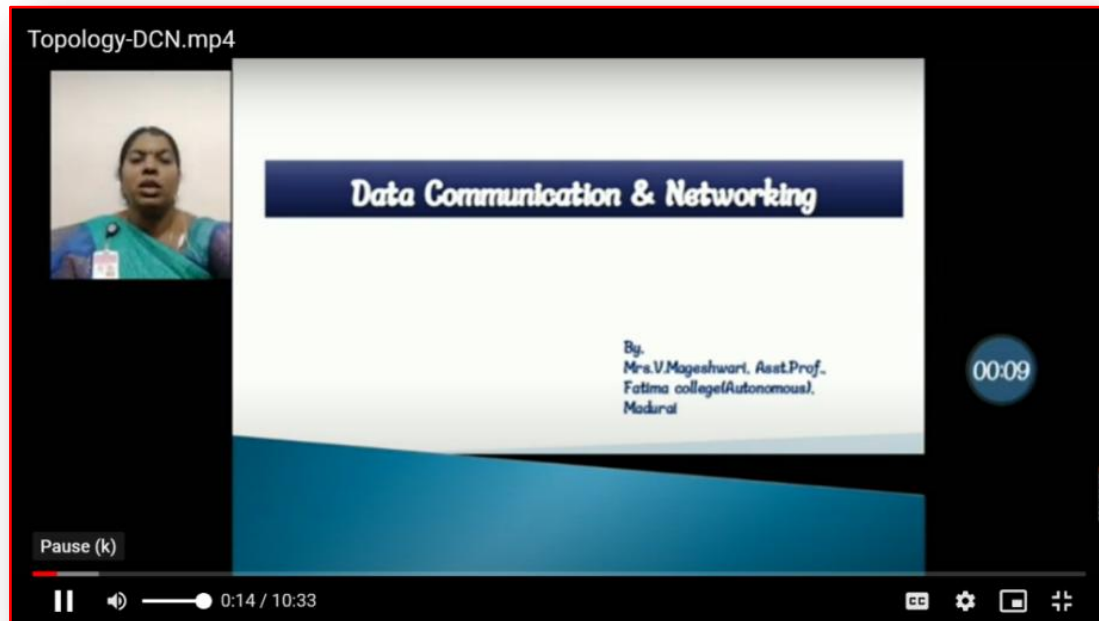 Topology-DCN.mp4
Data Communication & Networking
By,
Mrs.V.Mageshwari, Asst.Prof.,
Fatima college(Autonomous),
Madurai
00:09
Pause (k)
0:14 / 10:33
CC